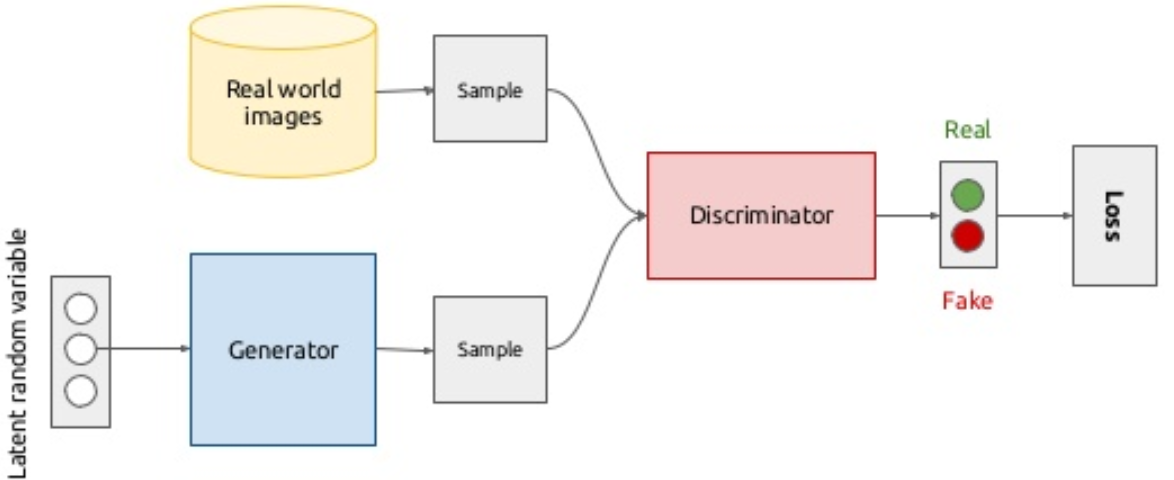 Real world
images
Sample
Real
Discriminator
Loss
Fake
Latent random variable
Generator
Sample